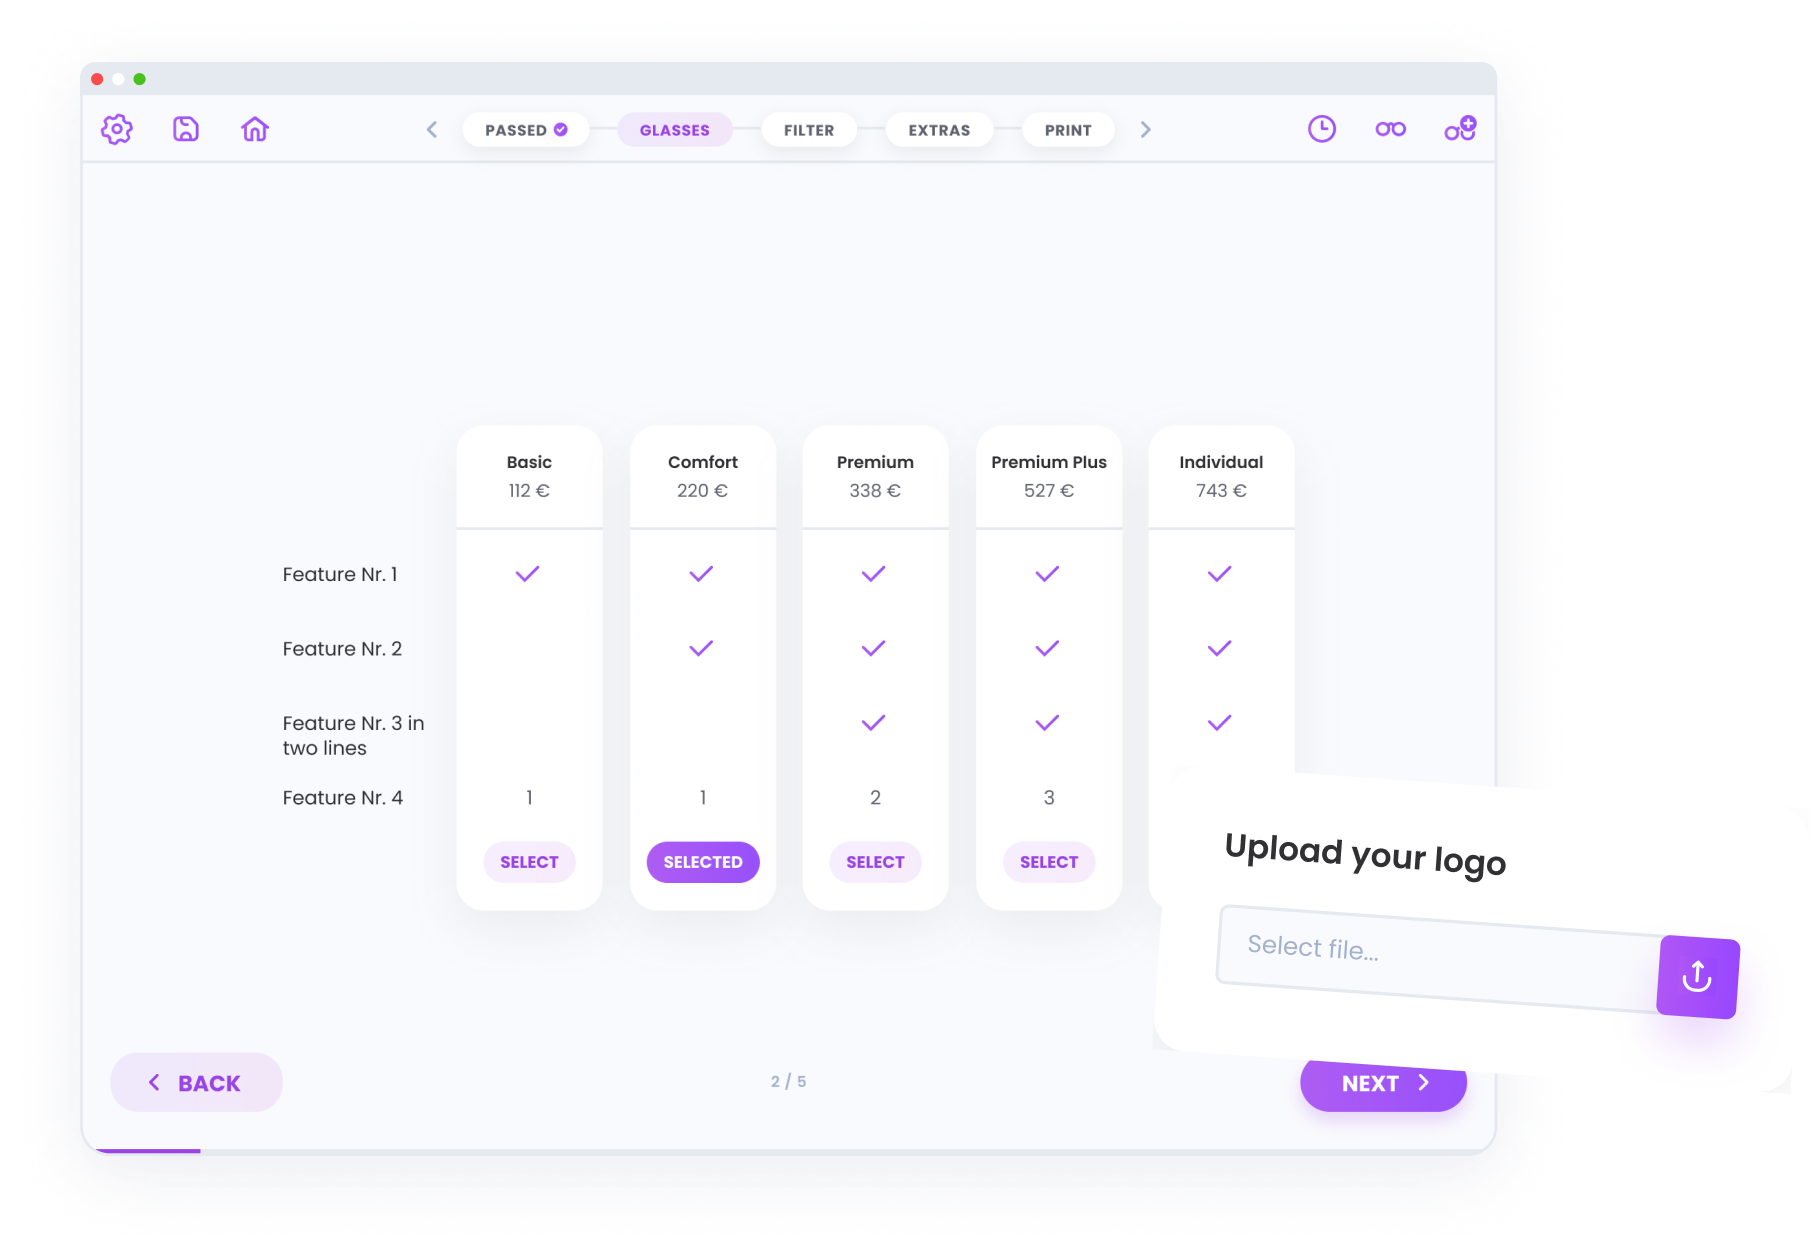 PASSED
GLASSES
FILTER
EXTRAS
PRINT
Basic
112 €
Comfort
220 €
Premium
338 €
Premium Plus
527 €
Individual
743 €
Feature Nr. 1
Feature Nr. 2
Feature Nr. 3 in
two lines
Feature Nr. 4
1
1
2
3
SELECT
SELECTED
SELECT
SELECT
Upload your logo
Select file...
BACK
2 / 5
NEXT